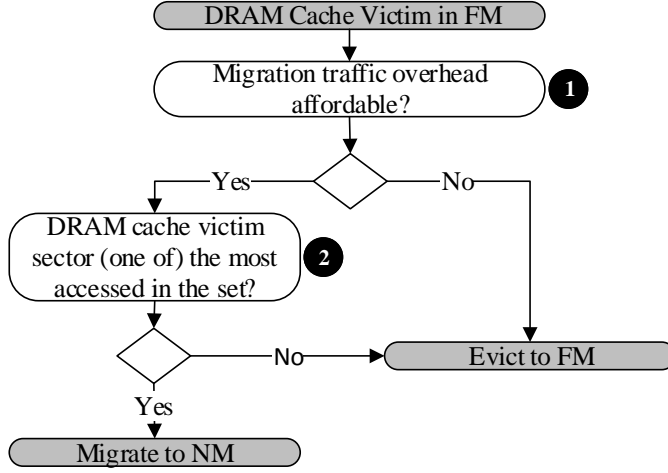 DRAM Cache Victim in FM
Migration traffic overhead
affordable?
1
Yes
No
DRAM cache victim
sector (one of) the most
accessed in the set?
2
No
Evict to FM
Yes
Migrate to NM